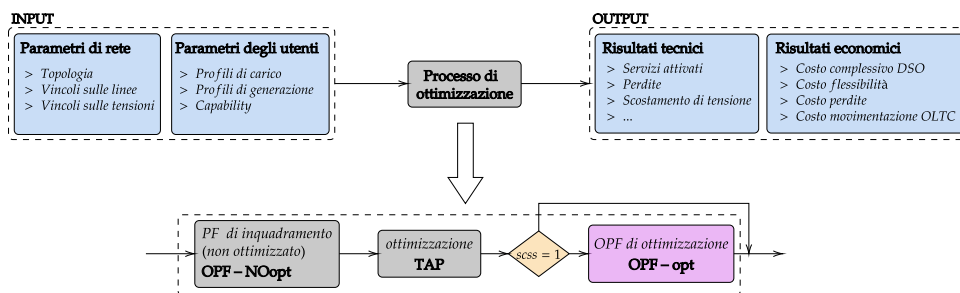 INPUT
Parametri di rete
> Topologia
> Vincoli sulle linee
> Vincoli sulle tensioni
Parametri degli utenti
> Profili di carico
> Profili di generazione
> Capability
Processo di
ottimizzazione
OUTPUT
Risultati tecnici
> Servizi attivati
> Perdite
> Scostamento di tensione
> ...
Risultati economici
> Costo complessivo DSO
> Costo flessibilità
> Costo perdite
> Costo movimentazione OLTC
PF di inquadramento
(non ottimizzato)
OPF – NOopt
ottimizzazione
TAP
scss = 1
OPF di ottimizzazione
OPF – opt